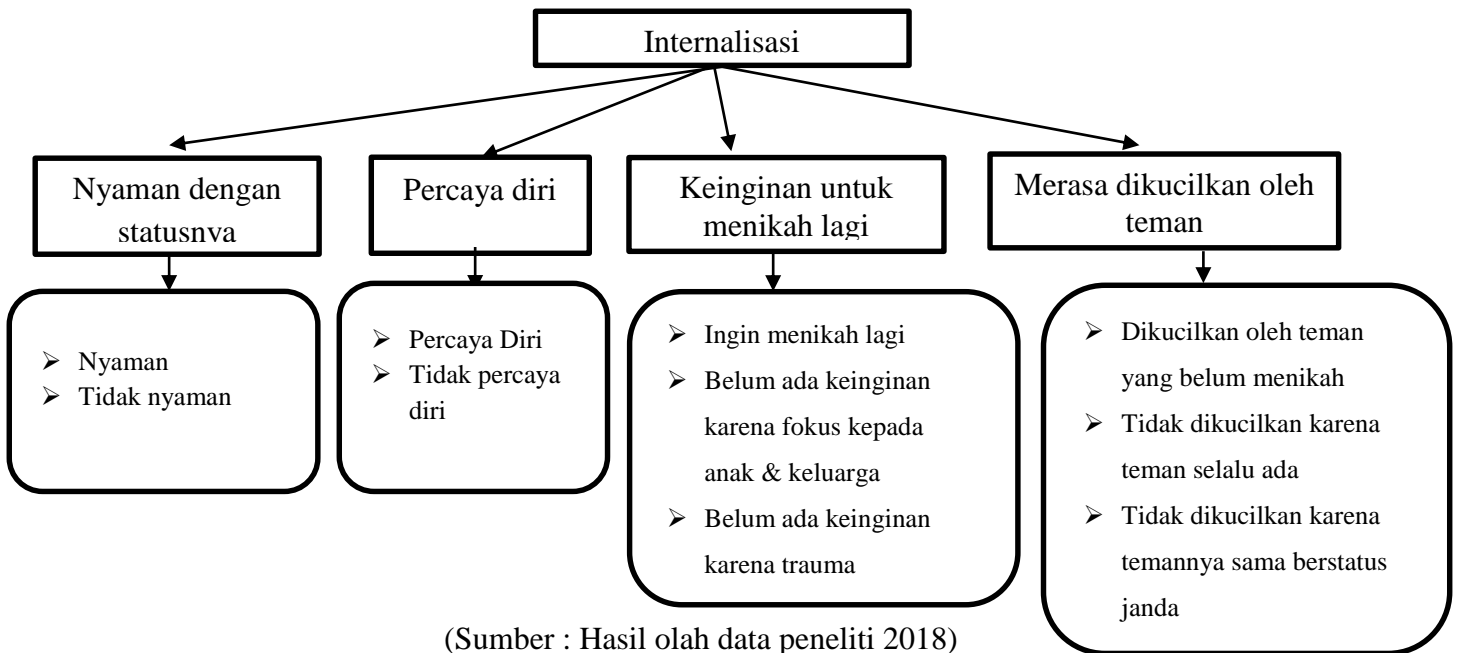 Internalisasi
Nyaman dengan
statusnya
Percaya diri
Keinginan untuk
menikah lagi
Merasa dikucilkan oleh
teman
➢ Nyaman
➢ Tidak nyaman
➢ Percaya Diri
➢ Tidak percaya
diri
➢ Ingin menikah lagi
➢ Belum ada keinginan
karena fokus kepada
anak & keluarga
➢ Belum ada keinginan
karena trauma
➢ Dikucilkan oleh teman
yang belum menikah
➢ Tidak dikucilkan karena
teman selalu ada
➢ Tidak dikucilkan karena
temannya sama berstatus
janda
(Sumber : Hasil olah data peneliti 2018)